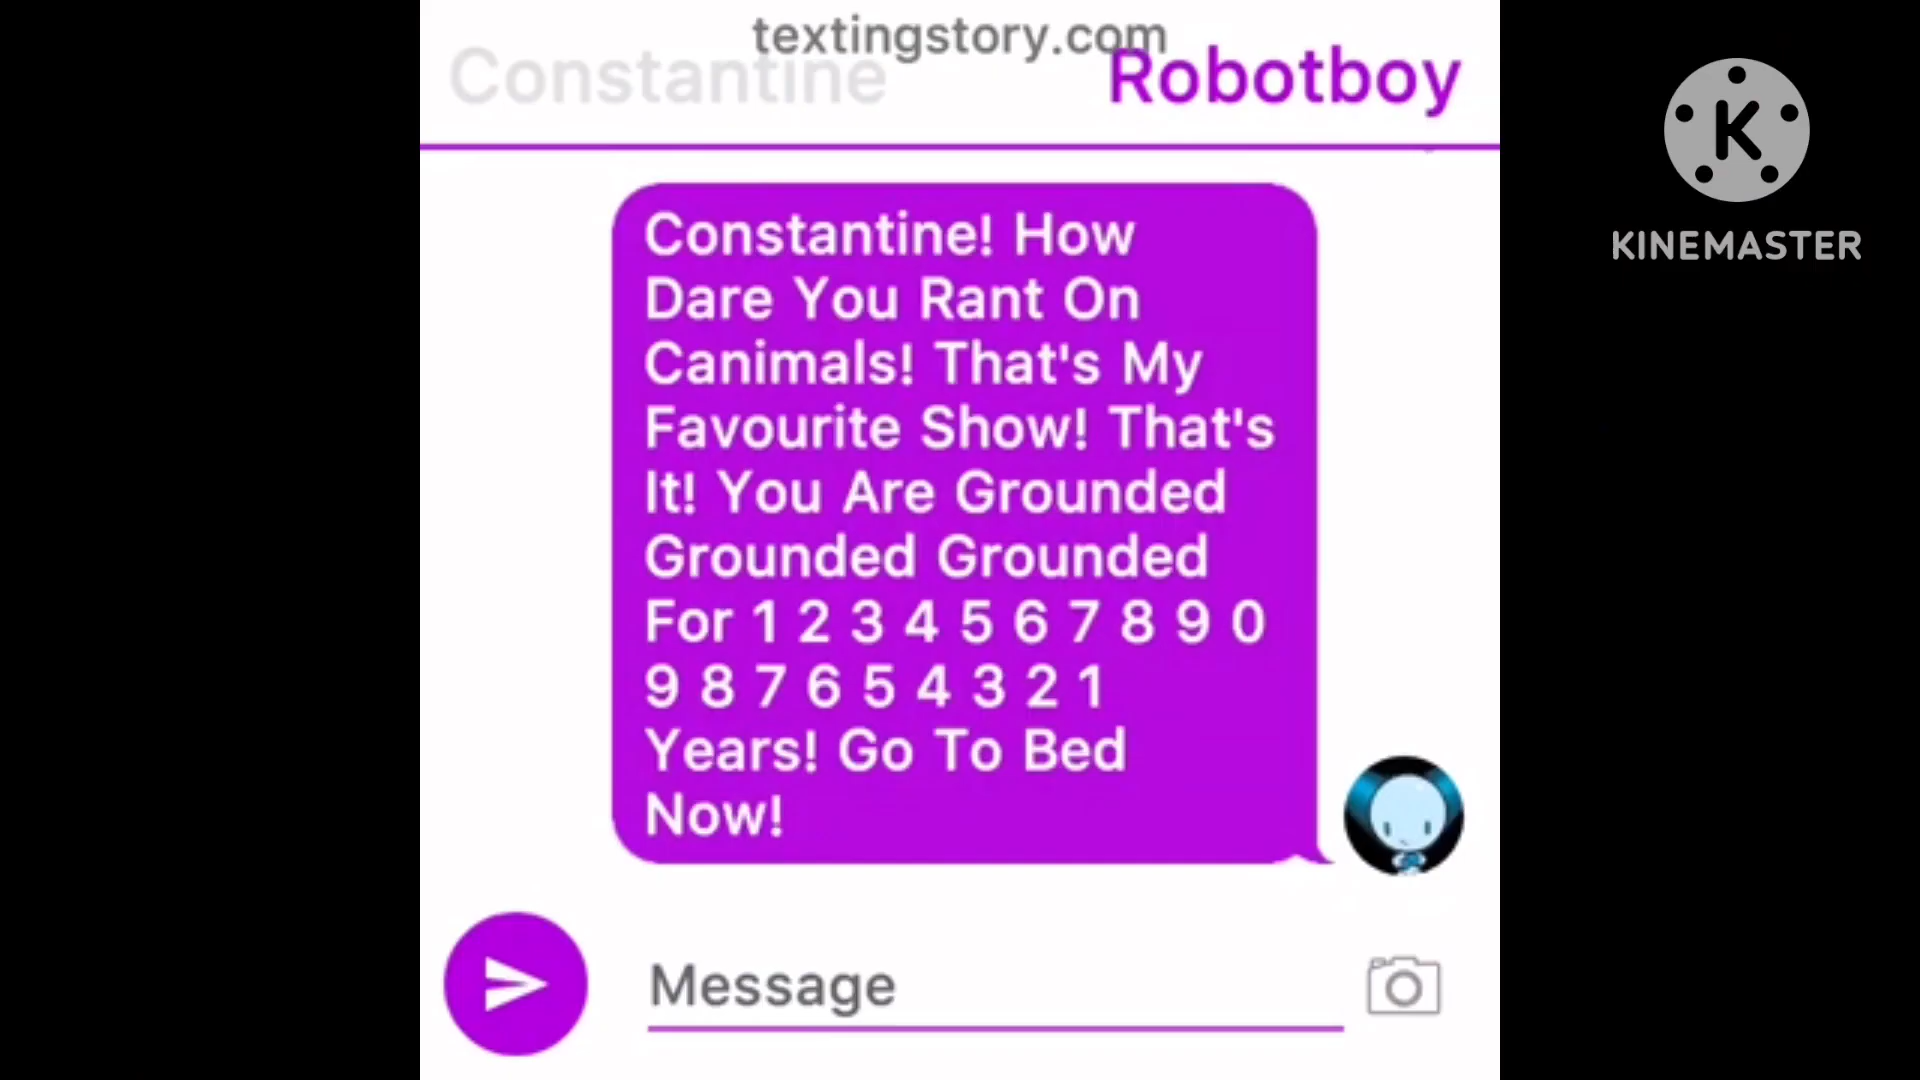 textingstory.com
Constantine
Robotboy
K
KINEMASTER
Constantine! How
Dare You Rant On
Canimals! That's My
Favourite Show! That's
It! You Are Grounded
Grounded Grounded
For 1 2 3 4 5 6 7 8 9 0
9 8 7 6 5 4 3 2 1
Years! Go To Bed
Now!
Message